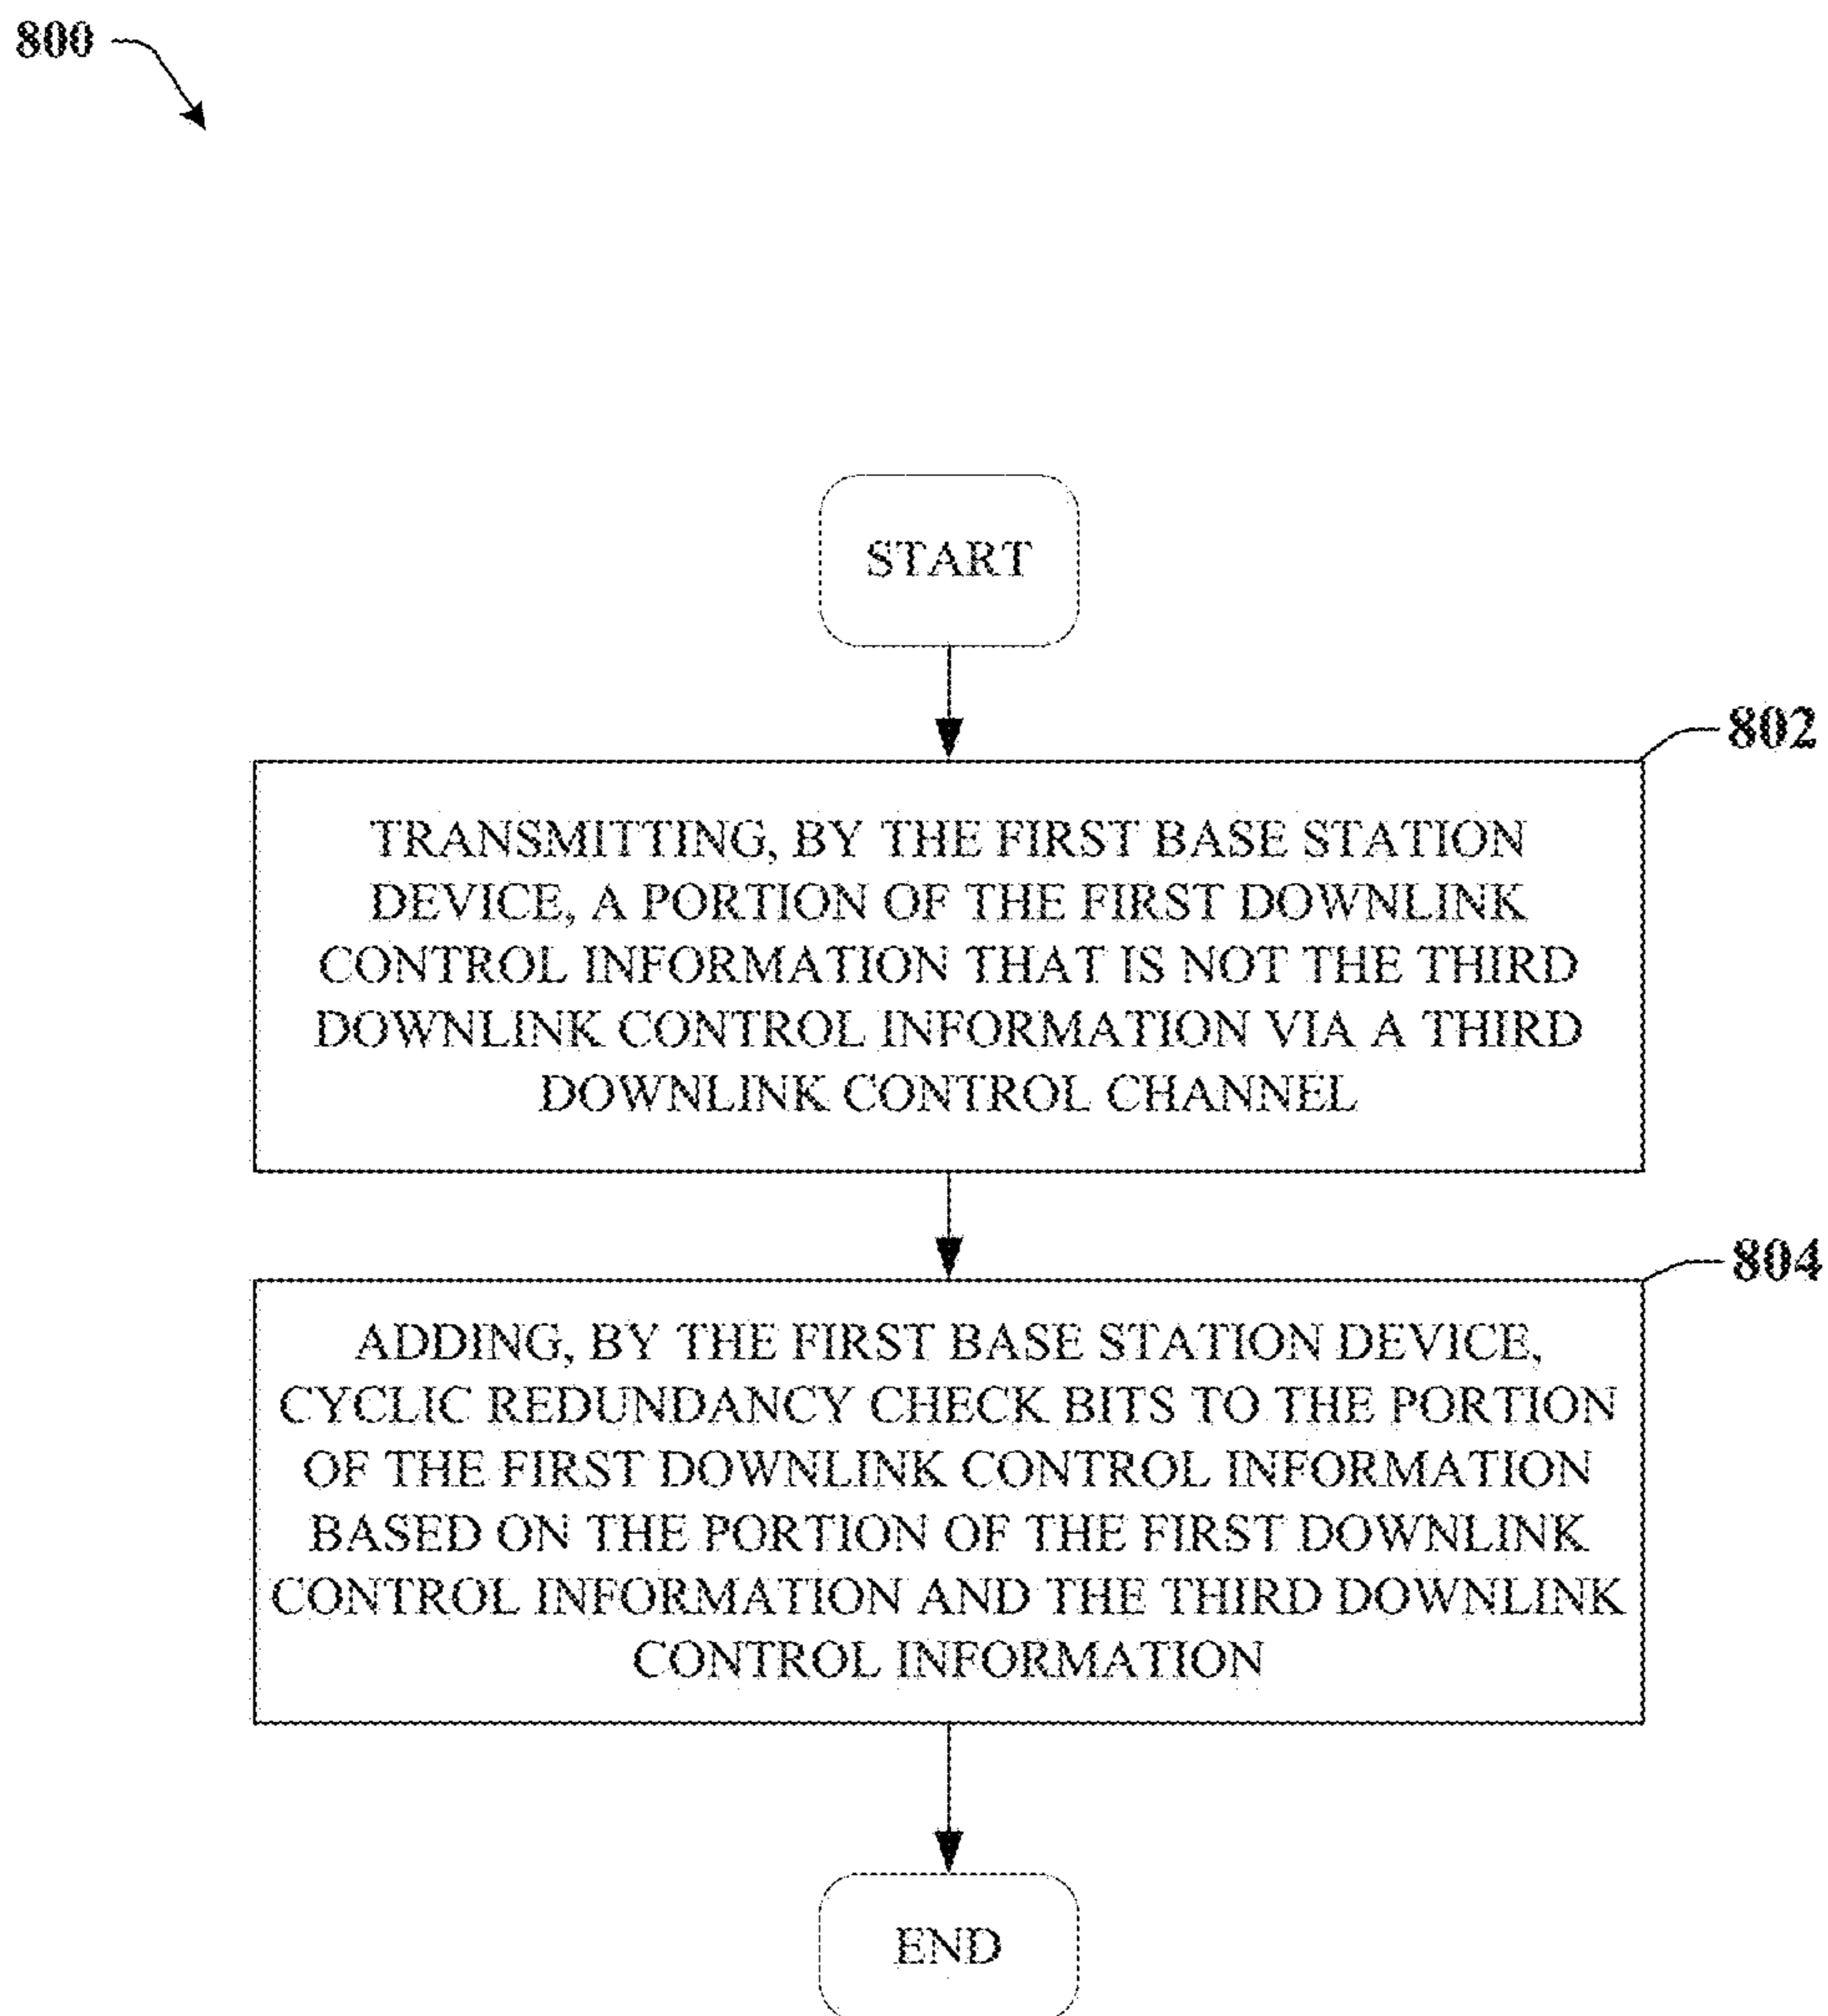 800
START
802
TRANSMITTING, BY THE FIRST BASE STATION
DEVICE, A PORTION OF THE FIRST DOWNLINK
CONTROL INFORMATION THAT IS NOT THE THIRD
DOWNLINK CONTROL INFORMATION VIA A THIRD
DOWNLINK CONTROL CHANNEL
804
ADDING, BY THE FIRST BASE STATION DEVICE,
CYCLIC REDUNDANCY CHECK BITS TO THE PORTION
OF THE FIRST DOWNLINK CONTROL INFORMATION
BASED ON THE PORTION OF THE FIRST DOWNLINK
CONTROL INFORMATION AND THE THIRD DOWNLINK
CONTROL INFORMATION
END